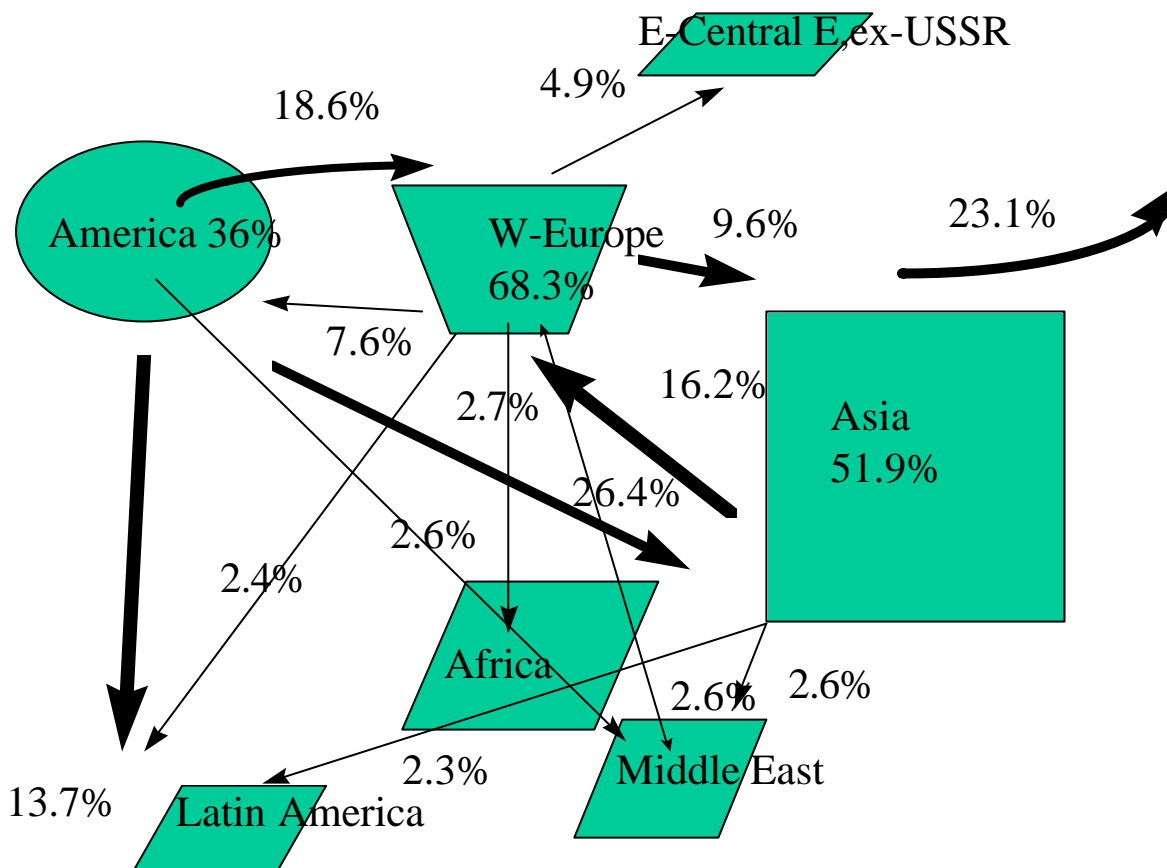 E-Central E,ex-USSR
4.9%
18.6%
America 36%
W-Europe
68.3%
9.6%
23.1%
7.6%
2.7%
16.2%
Asia
51.9%
26.4%
2.6%
2.4%
Africa
2.6%
2.6%
2.3%
Middle East
13.7%
Latin America